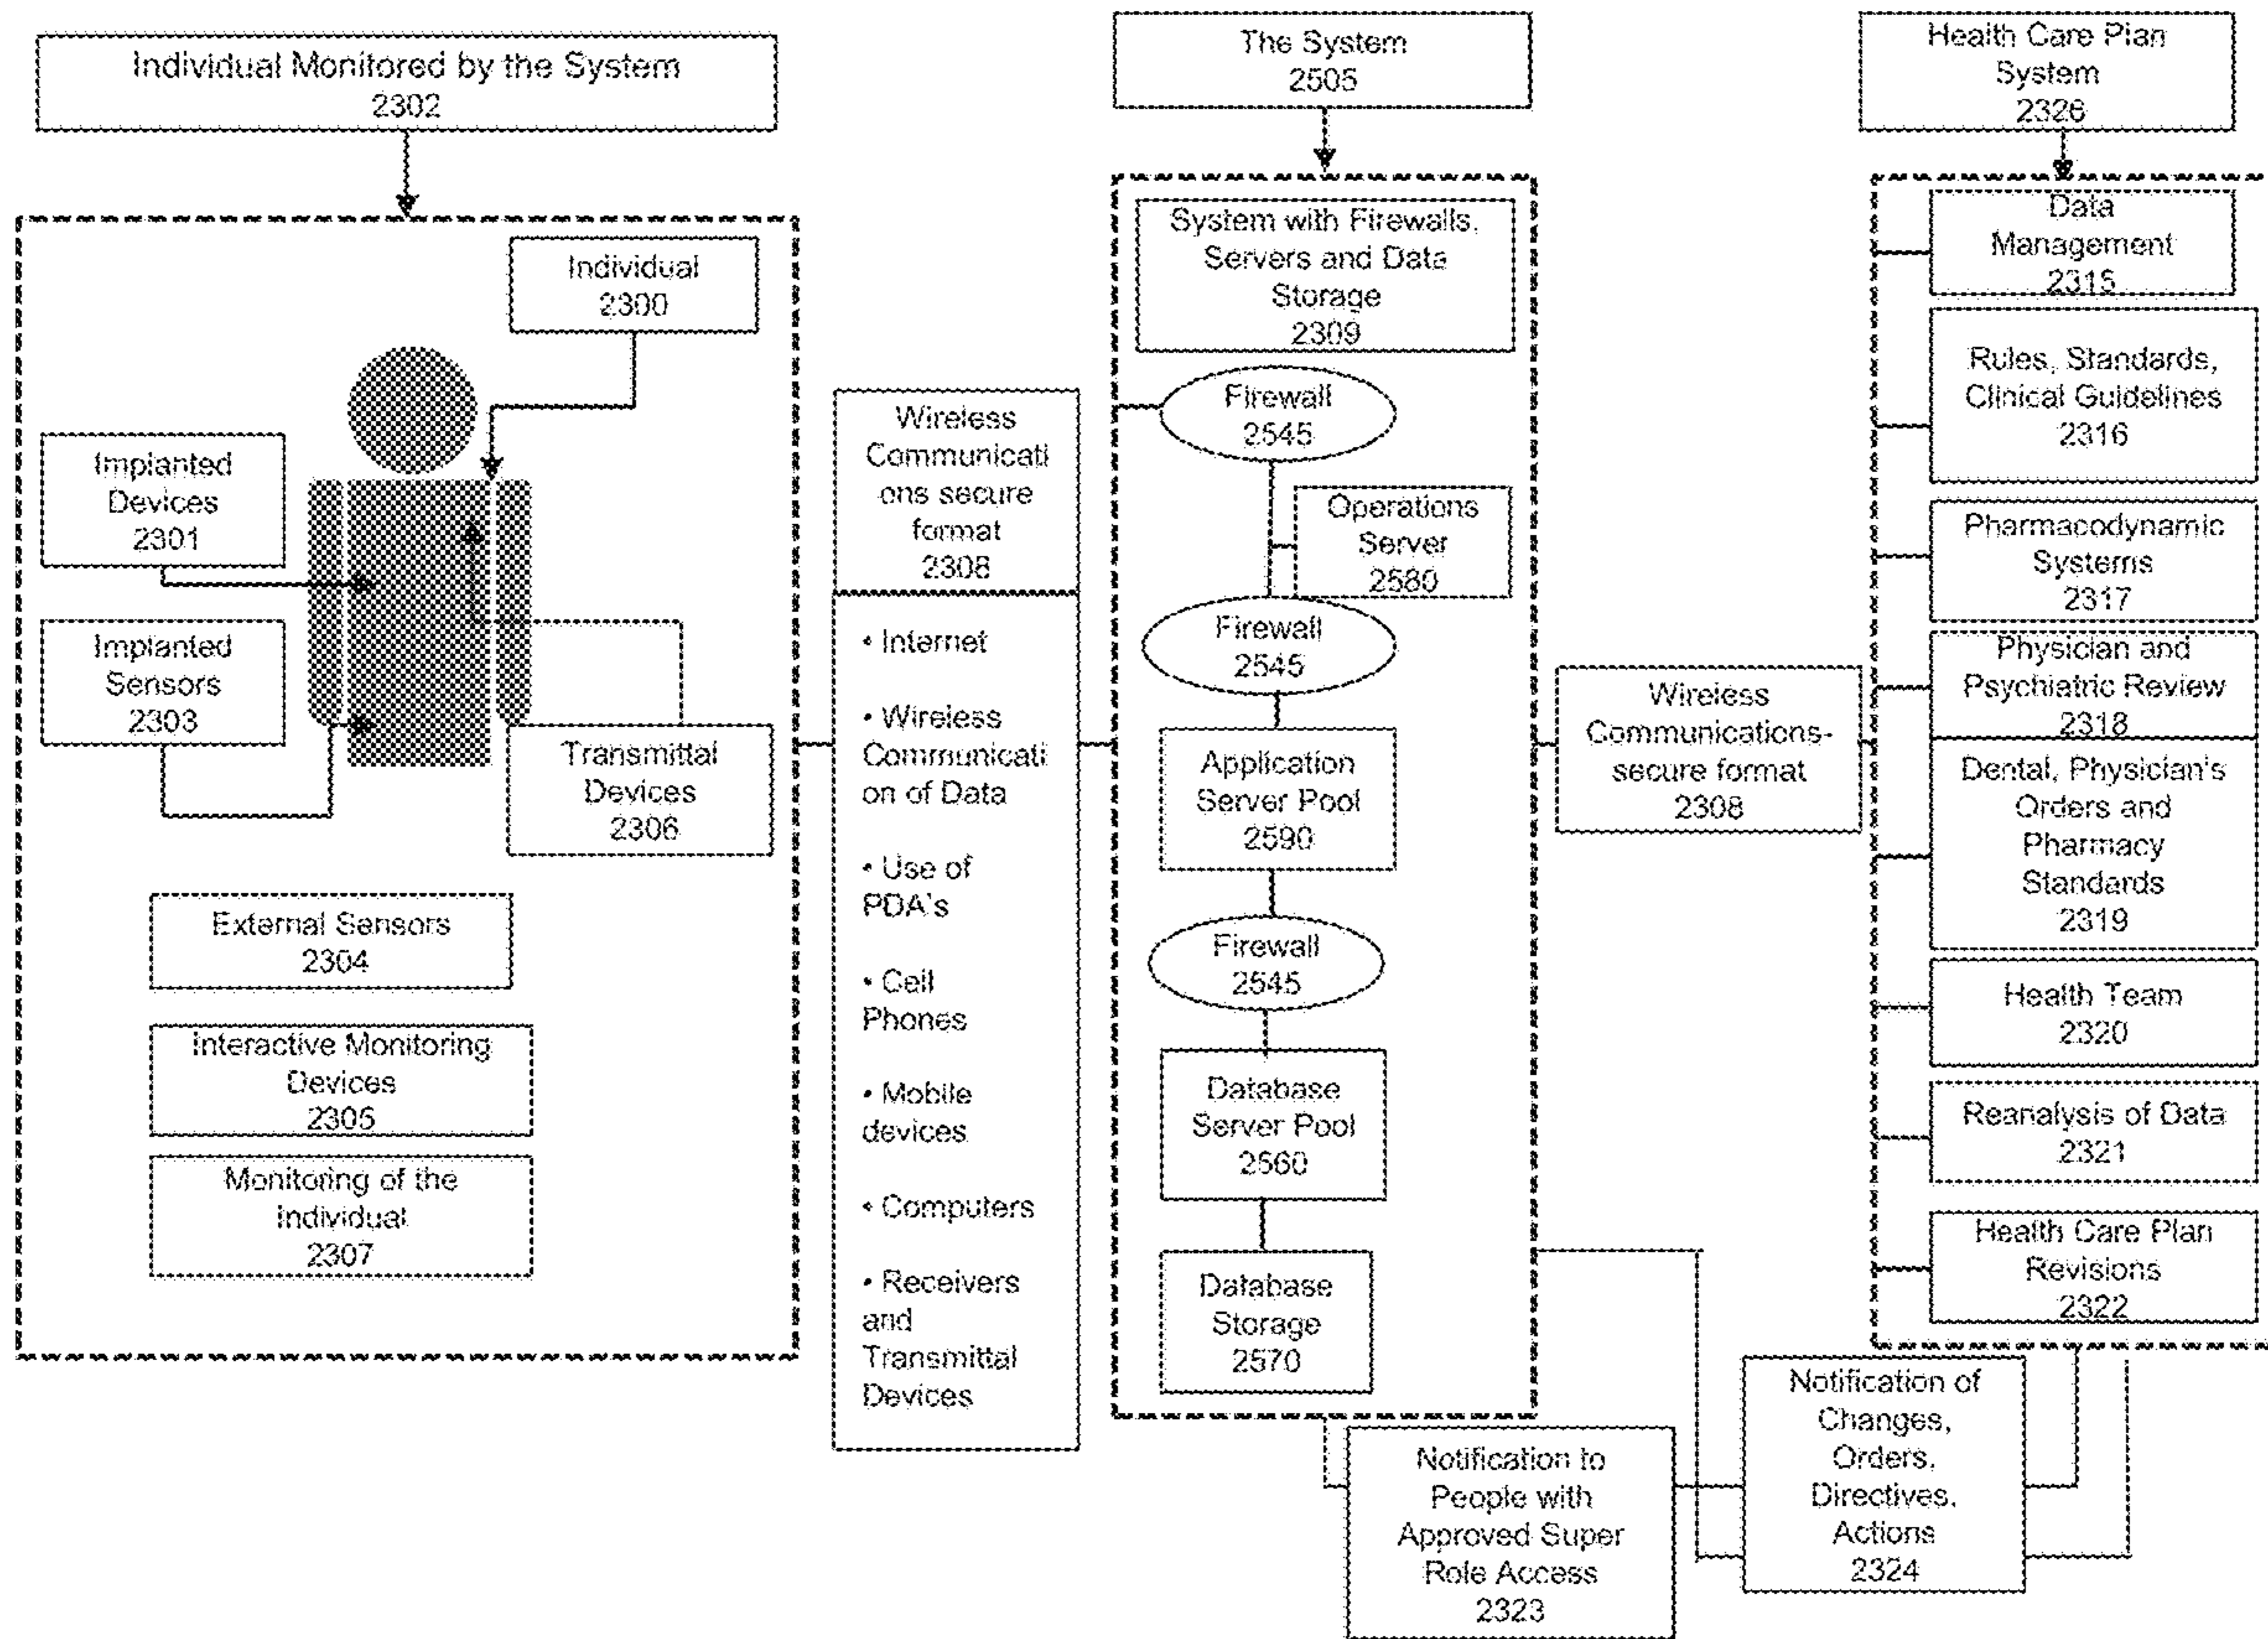 Individual Monitored by the System
2302
Individual
2300
Implanted
Devices
2301
Implanted
Sensors
2303
Transmittal
Devices
2306
External Sensors
2304
Interactive Monitoring
Devices
2305
Monitoring of the
Individual
2307
Wireless
Communicati
ons secure
format
2308
• Internet
• Wireless
Communicati
on of Data
• Use of
PDA's
• Cell
Phones
• Mobile
devices
• Computers
• Receivers
and
Transmittal
Devices
The System
2505
System with Firewalls,
Servers and Data
Storage
2309
Firewall
2545
Operations
Server
2580
Firewall
2545
Application
Server Pool
2590
Firewall
2545
Database
Server Pool
2560
Database
Storage
2570
Wireless
Communications-
secure format
2308
Health Care Plan
System
2326
Data
Management
2315
Rules, Standards,
Clinical Guidelines
2316
Pharmacodynamic
Systems
2317
Physician and
Psychiatric Review
2318
Dental, Physician's
Orders and
Pharmacy
Standards
2319
Health Team
2320
Reanalysis of Data
2321
Health Care Plan
Revisions
2322
Notification to
People with
Approved Super
Role Access
2323
Notification of
Changes,
Orders,
Directives,
Actions
2324